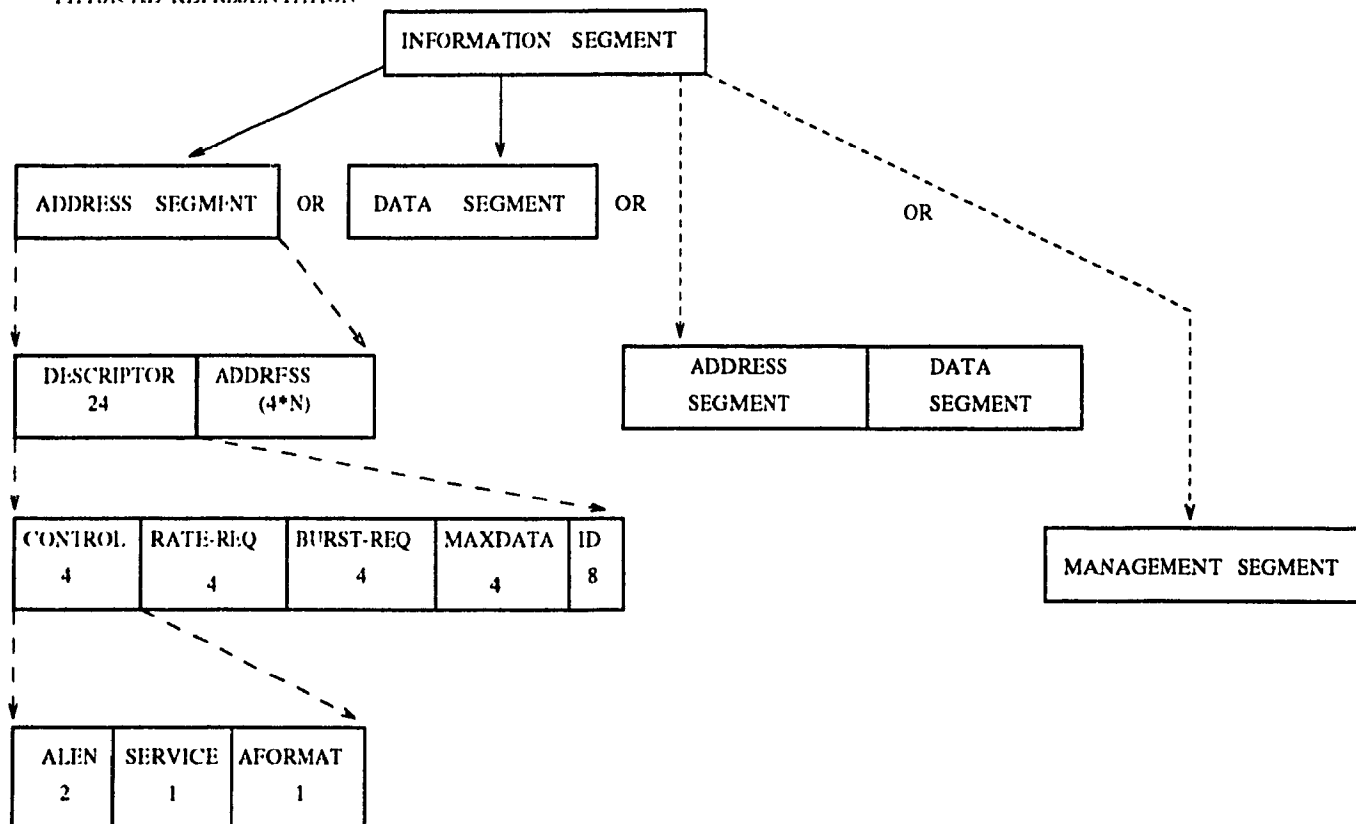 INFORMATION SEGMENT
ADDRESS SEGMENT OR DATA SEGMENT OR
OR
DESCRIPTOR
24
ADDRESS
(4*N)
ADDRESS
SEGMENT
DATA
SEGMENT
CONTROL
4
RATE-REQ
4
BURST-REQ
4
MAXDATA
4
ID
8
MANAGEMENT SEGMENT
ALEN
2
SERVICE
1
AFORMAT
1